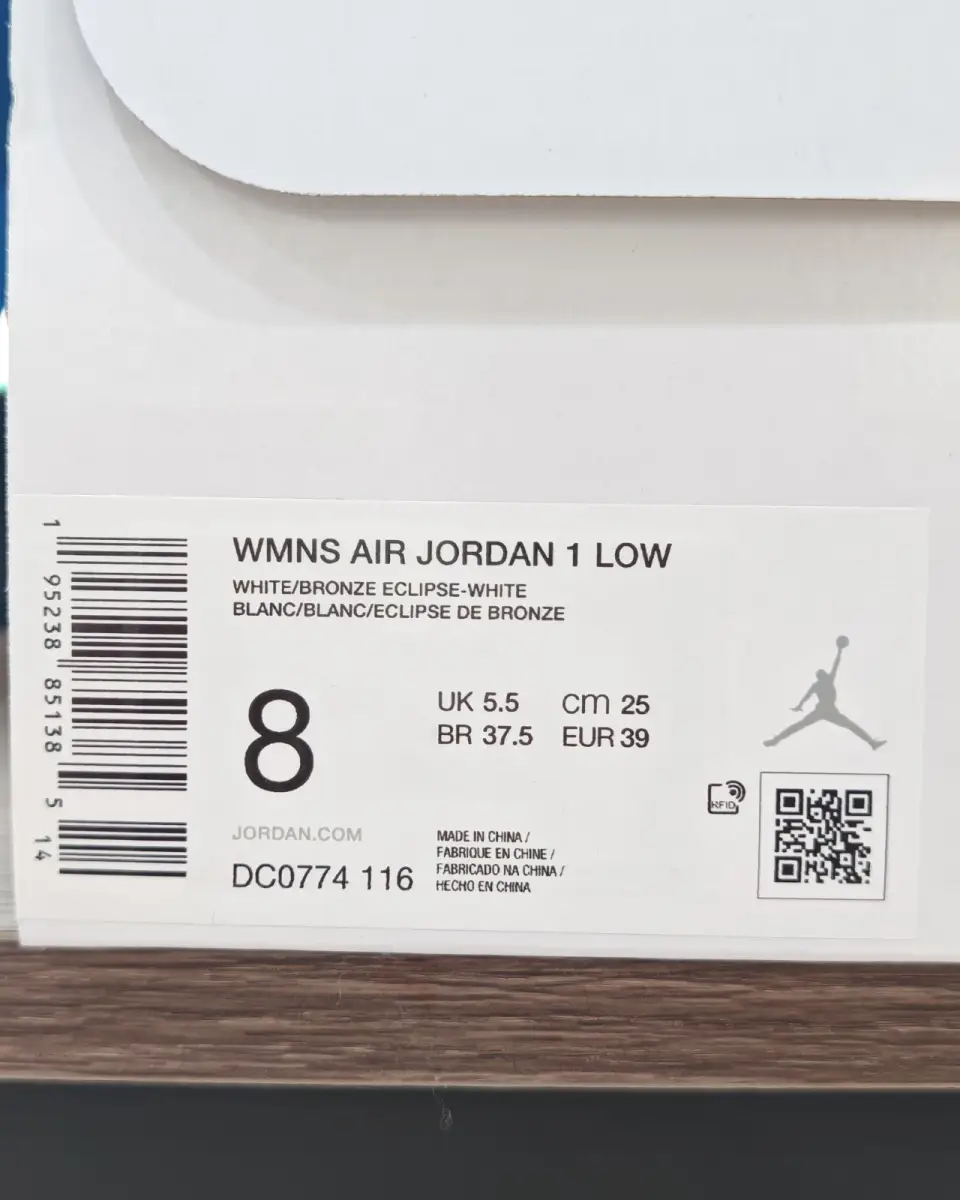 WMNS AIR JORDAN 1 LOW
WHITE/BRONZE ECLIPSE-WHITE
BLANC/BLANC/ECLIPSE DE BRONZE
8
UK 5.5 cm 25
BR 37.5 EUR 39
RFID
JORDAN.COM
DC0774 116
MADE IN CHINA /
FABRIQUE EN CHINE /
FABRICADO NA CHINA /
HECHO EN CHINA
1 95238 85138 5 14